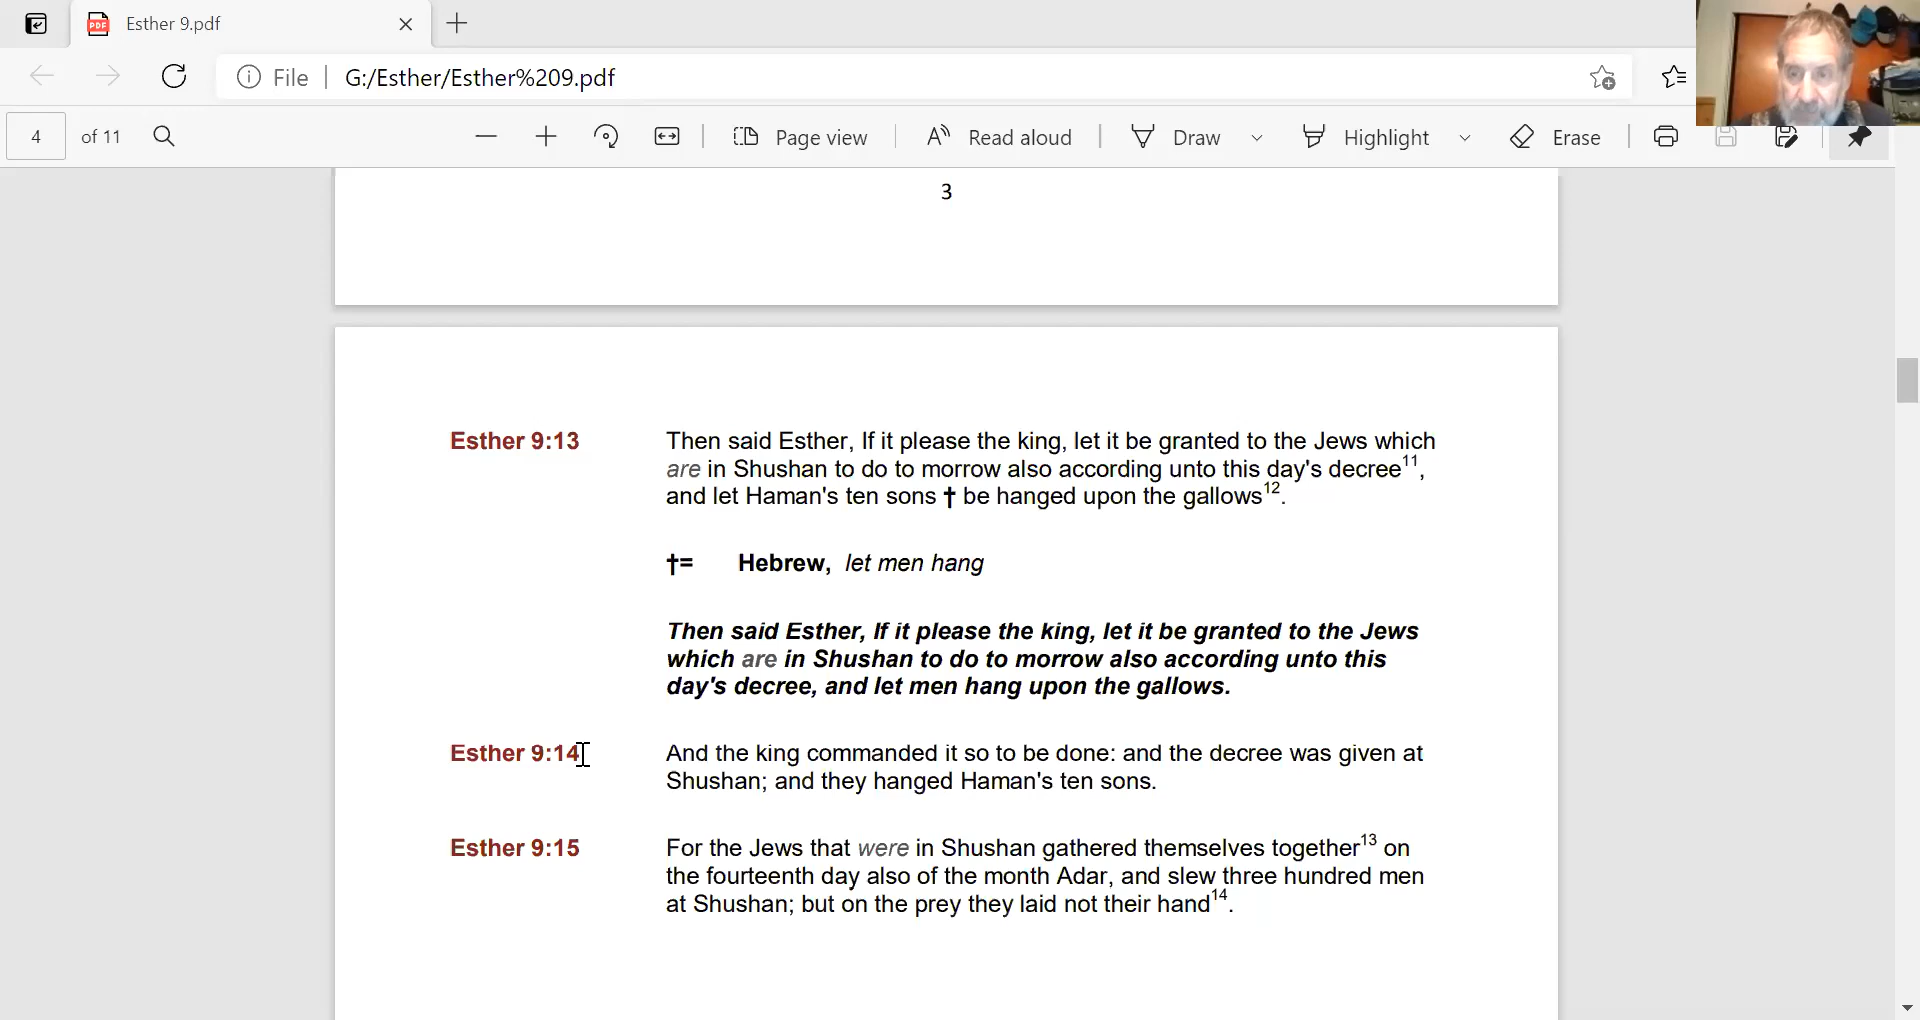 Esther 9.pdf
File | G:/Esther/Esther%209.pdf
4 of 11 Page view Read aloud Draw Highlight Erase
3
Esther 9:13 Then said Esther, If it please the king, let it be granted to the Jews which
are in Shushan to do to morrow also according unto this day's decree11,
and let Haman's ten sons † be hanged upon the gallows12.
†= Hebrew, let men hang
Then said Esther, If it please the king, let it be granted to the Jews
which are in Shushan to do to morrow also according unto this
day's decree, and let men hang upon the gallows.
Esther 9:14 And the king commanded it so to be done: and the decree was given at
Shushan; and they hanged Haman's ten sons.
Esther 9:15 For the Jews that were in Shushan gathered themselves together13 on
the fourteenth day also of the month Adar, and slew three hundred men
at Shushan; but on the prey they laid not their hand14.